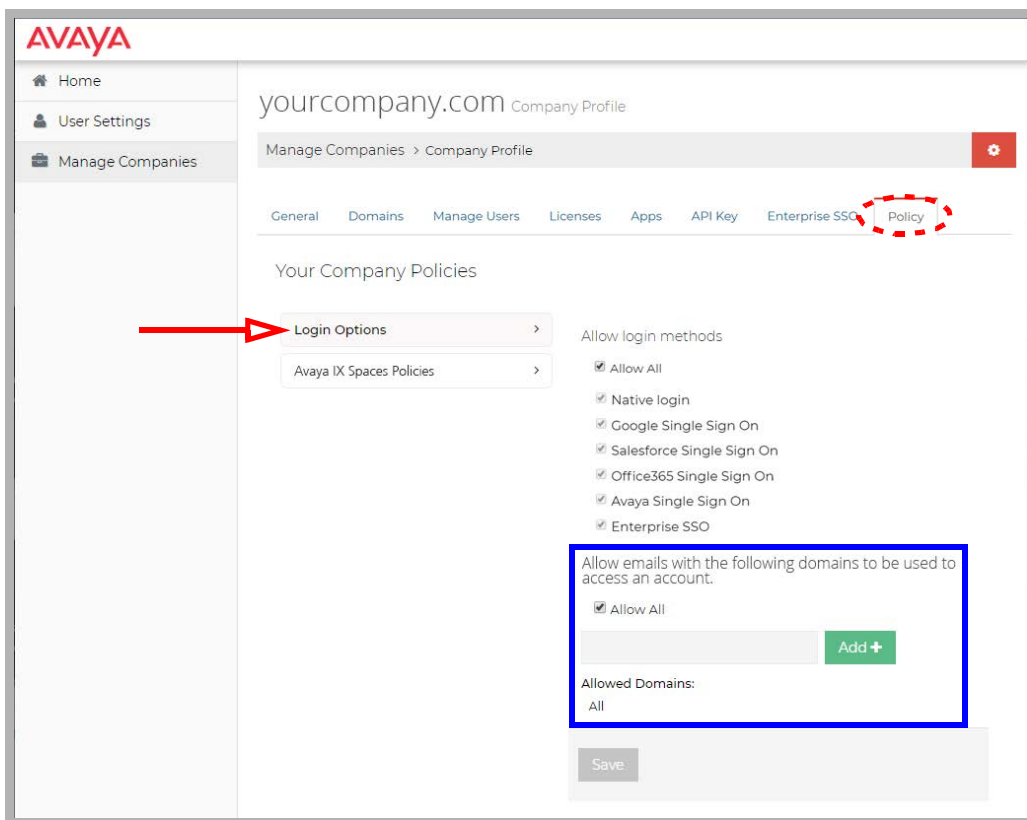 AVAYA
Home
User Settings
Manage Companies
yourcompany.com Company Profile
Manage Companies > Company Profile
General Domains Manage Users Licenses Apps API Key Enterprise SSO Policy
Your Company Policies
Login Options >
Avaya IX Spaces Policies >
Allow login methods
Allow All
Native login
Google Single Sign On
Salesforce Single Sign On
Office365 Single Sign On
Avaya Single Sign On
Enterprise SSO
Allow emails with the following domains to be used to
access an account.
Allow All
Add +
Allowed Domains:
All
Save